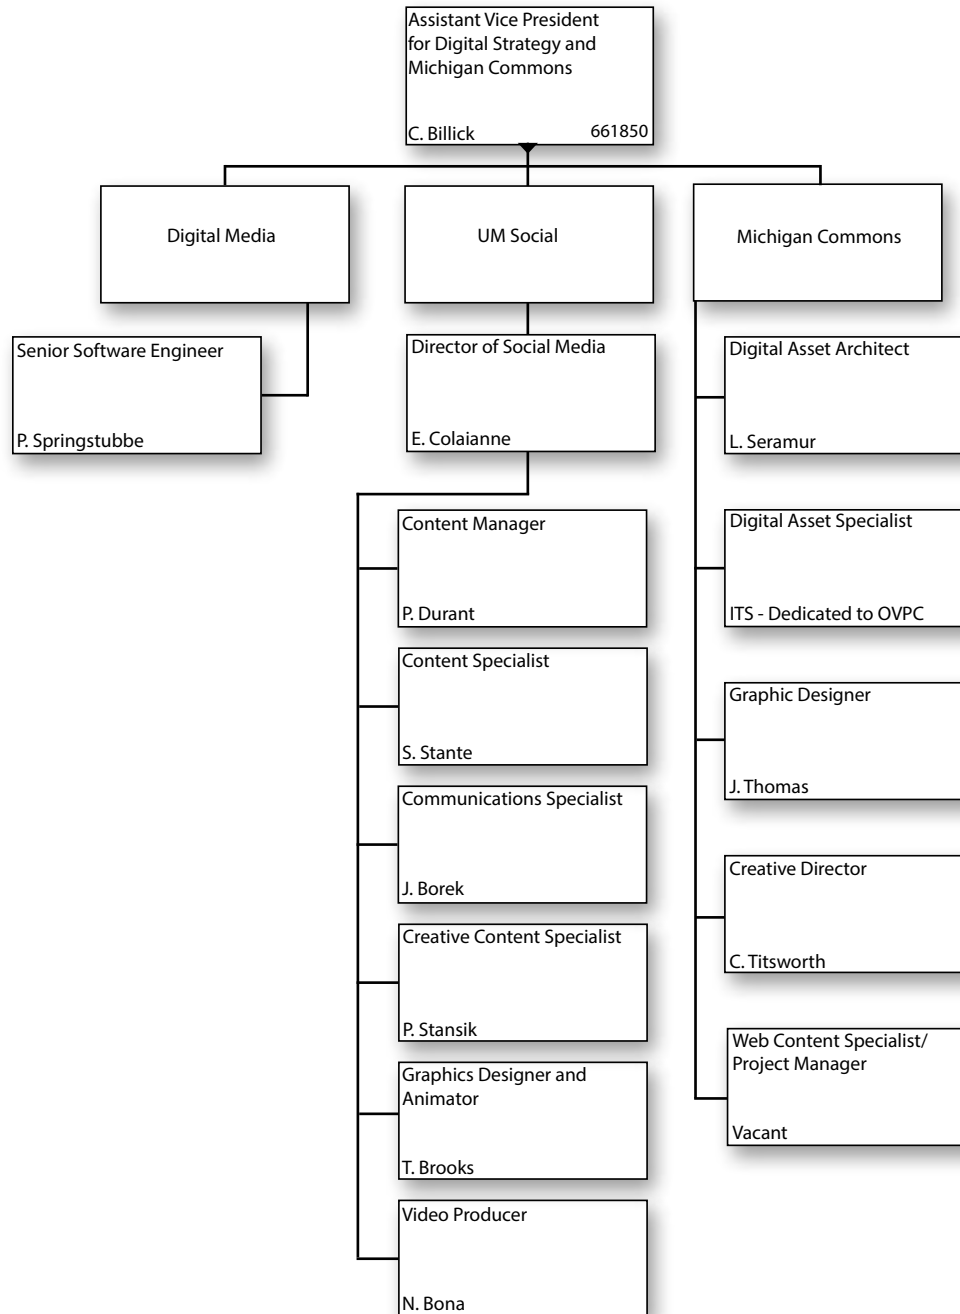 Assistant Vice President
for Digital Strategy and
Michigan Commons
C. Billick 661850
Digital Media
UM Social
Michigan Commons
Senior Software Engineer
P. Springstubbe
Director of Social Media
E. Colaianne
Content Manager
P. Durant
Content Specialist
S. Stante
Communications Specialist
J. Borek
Creative Content Specialist
P. Stansik
Graphics Designer and
Animator
T. Brooks
Video Producer
N. Bona
Digital Asset Architect
L. Seramur
Digital Asset Specialist
ITS - Dedicated to OVPC
Graphic Designer
J. Thomas
Creative Director
C. Titsworth
Web Content Specialist/
Project Manager
Vacant